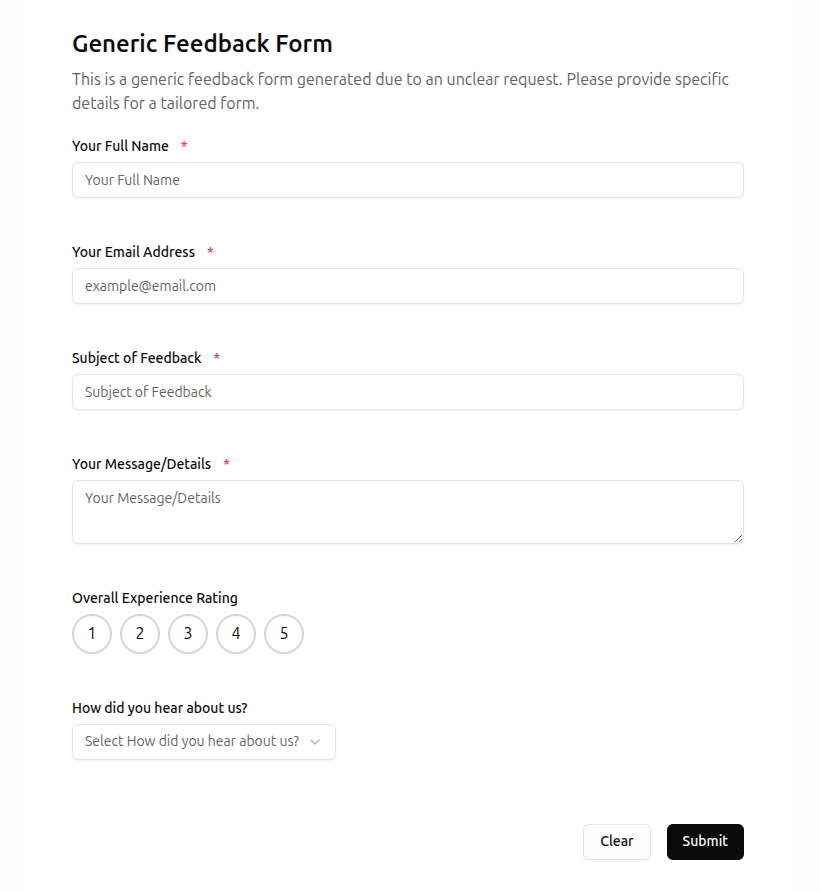 Generic Feedback Form
This is a generic feedback form generated due to an unclear request. Please provide specific
details for a tailored form.
Your Full Name *
Your Full Name
Your Email Address *
example@email.com
Subject of Feedback *
Subject of Feedback
Your Message/Details *
Your Message/Details
Overall Experience Rating
1 2 3 4 5
How did you hear about us?
Select How did you hear about us?
Clear Submit